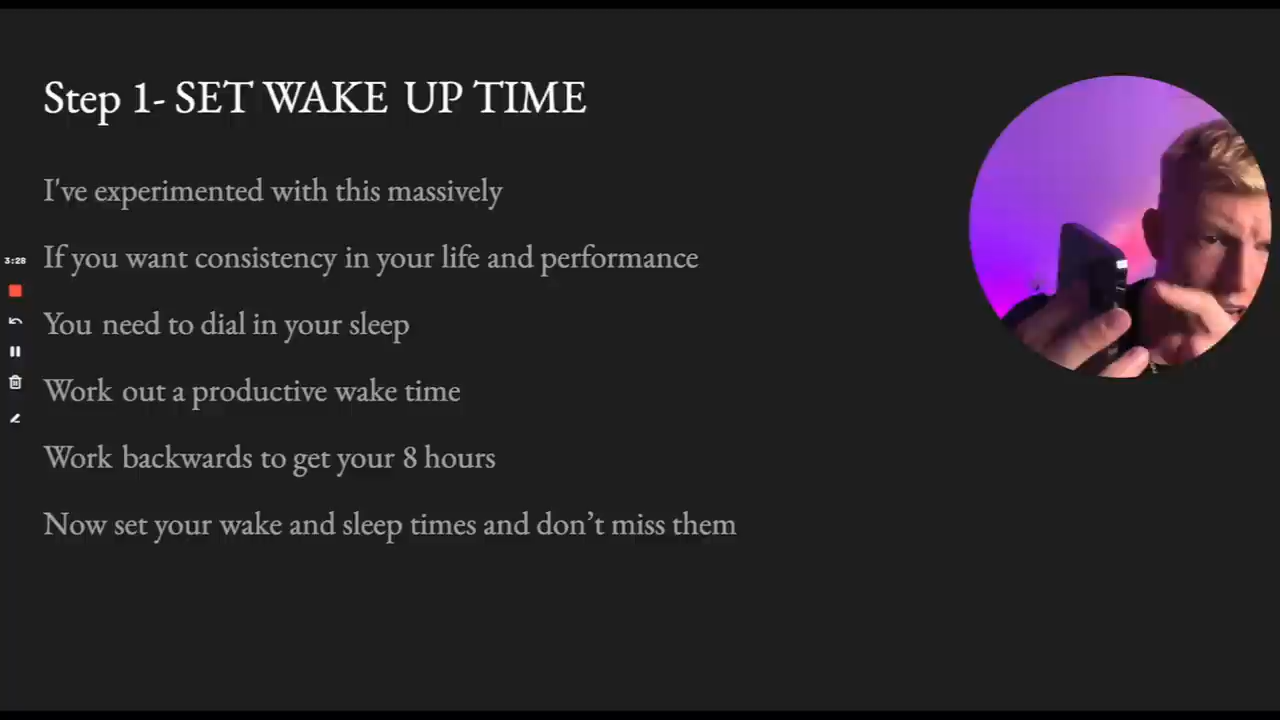 Step 1- SET WAKE UP TIME
I've experimented with this massively
If you want consistency in your life and performance
3:28
You need to dial in your sleep
Work out a productive wake time
Work backwards to get your 8 hours
Now set your wake and sleep times and don’t miss them